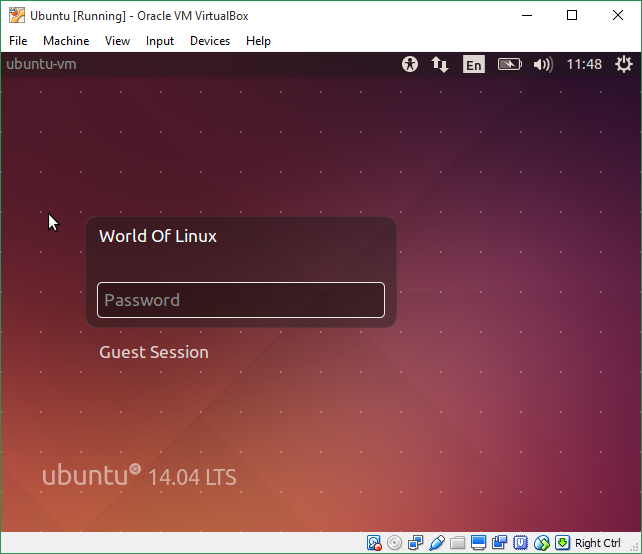 Ubuntu [Running] - Oracle VM VirtualBox
File Machine View Input Devices Help
ubuntu-vm En 11:48
World Of Linux
Password
Guest Session
ubuntu 14.04 LTS
Right Ctrl